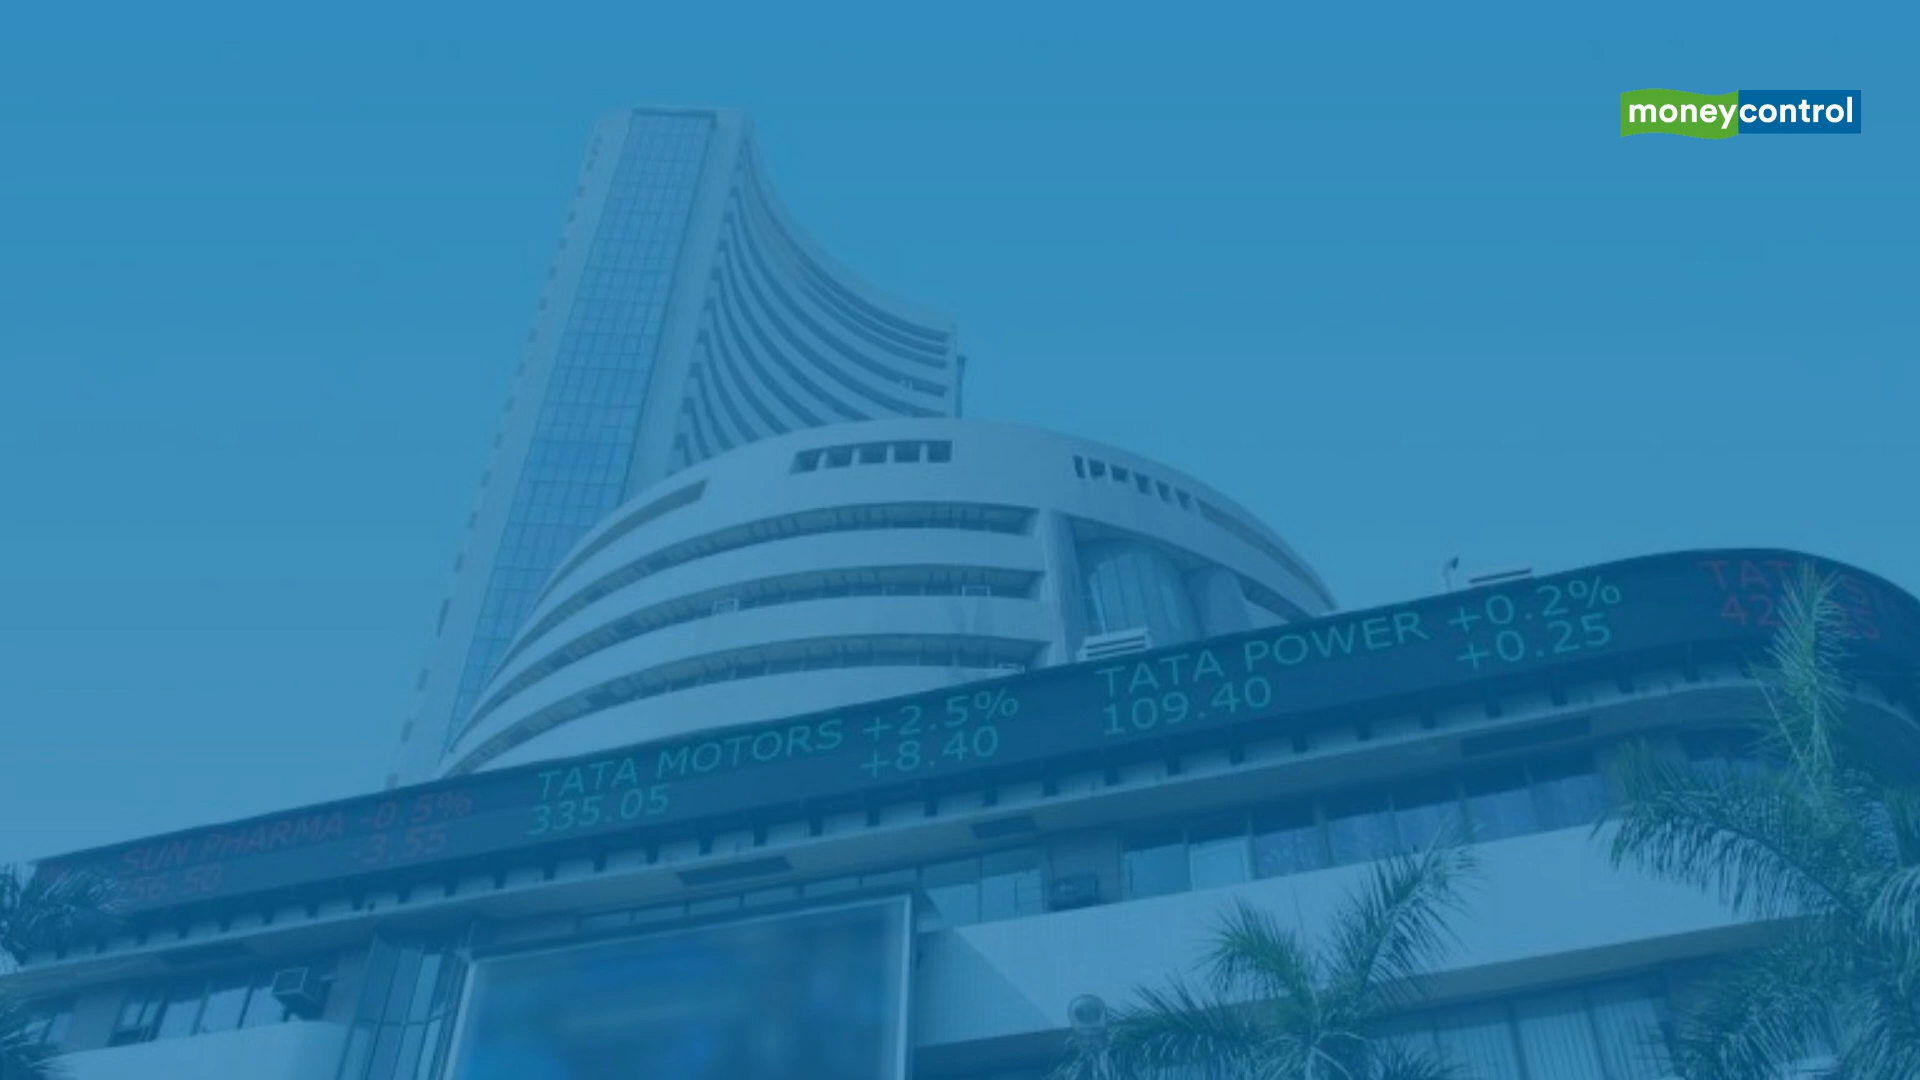 moneycontrol
SUN PHARMA -0.5%
-3.55
TATA MOTORS +2.5%
335.05 +8.40
TATA POWER +0.2%
109.40 +0.25